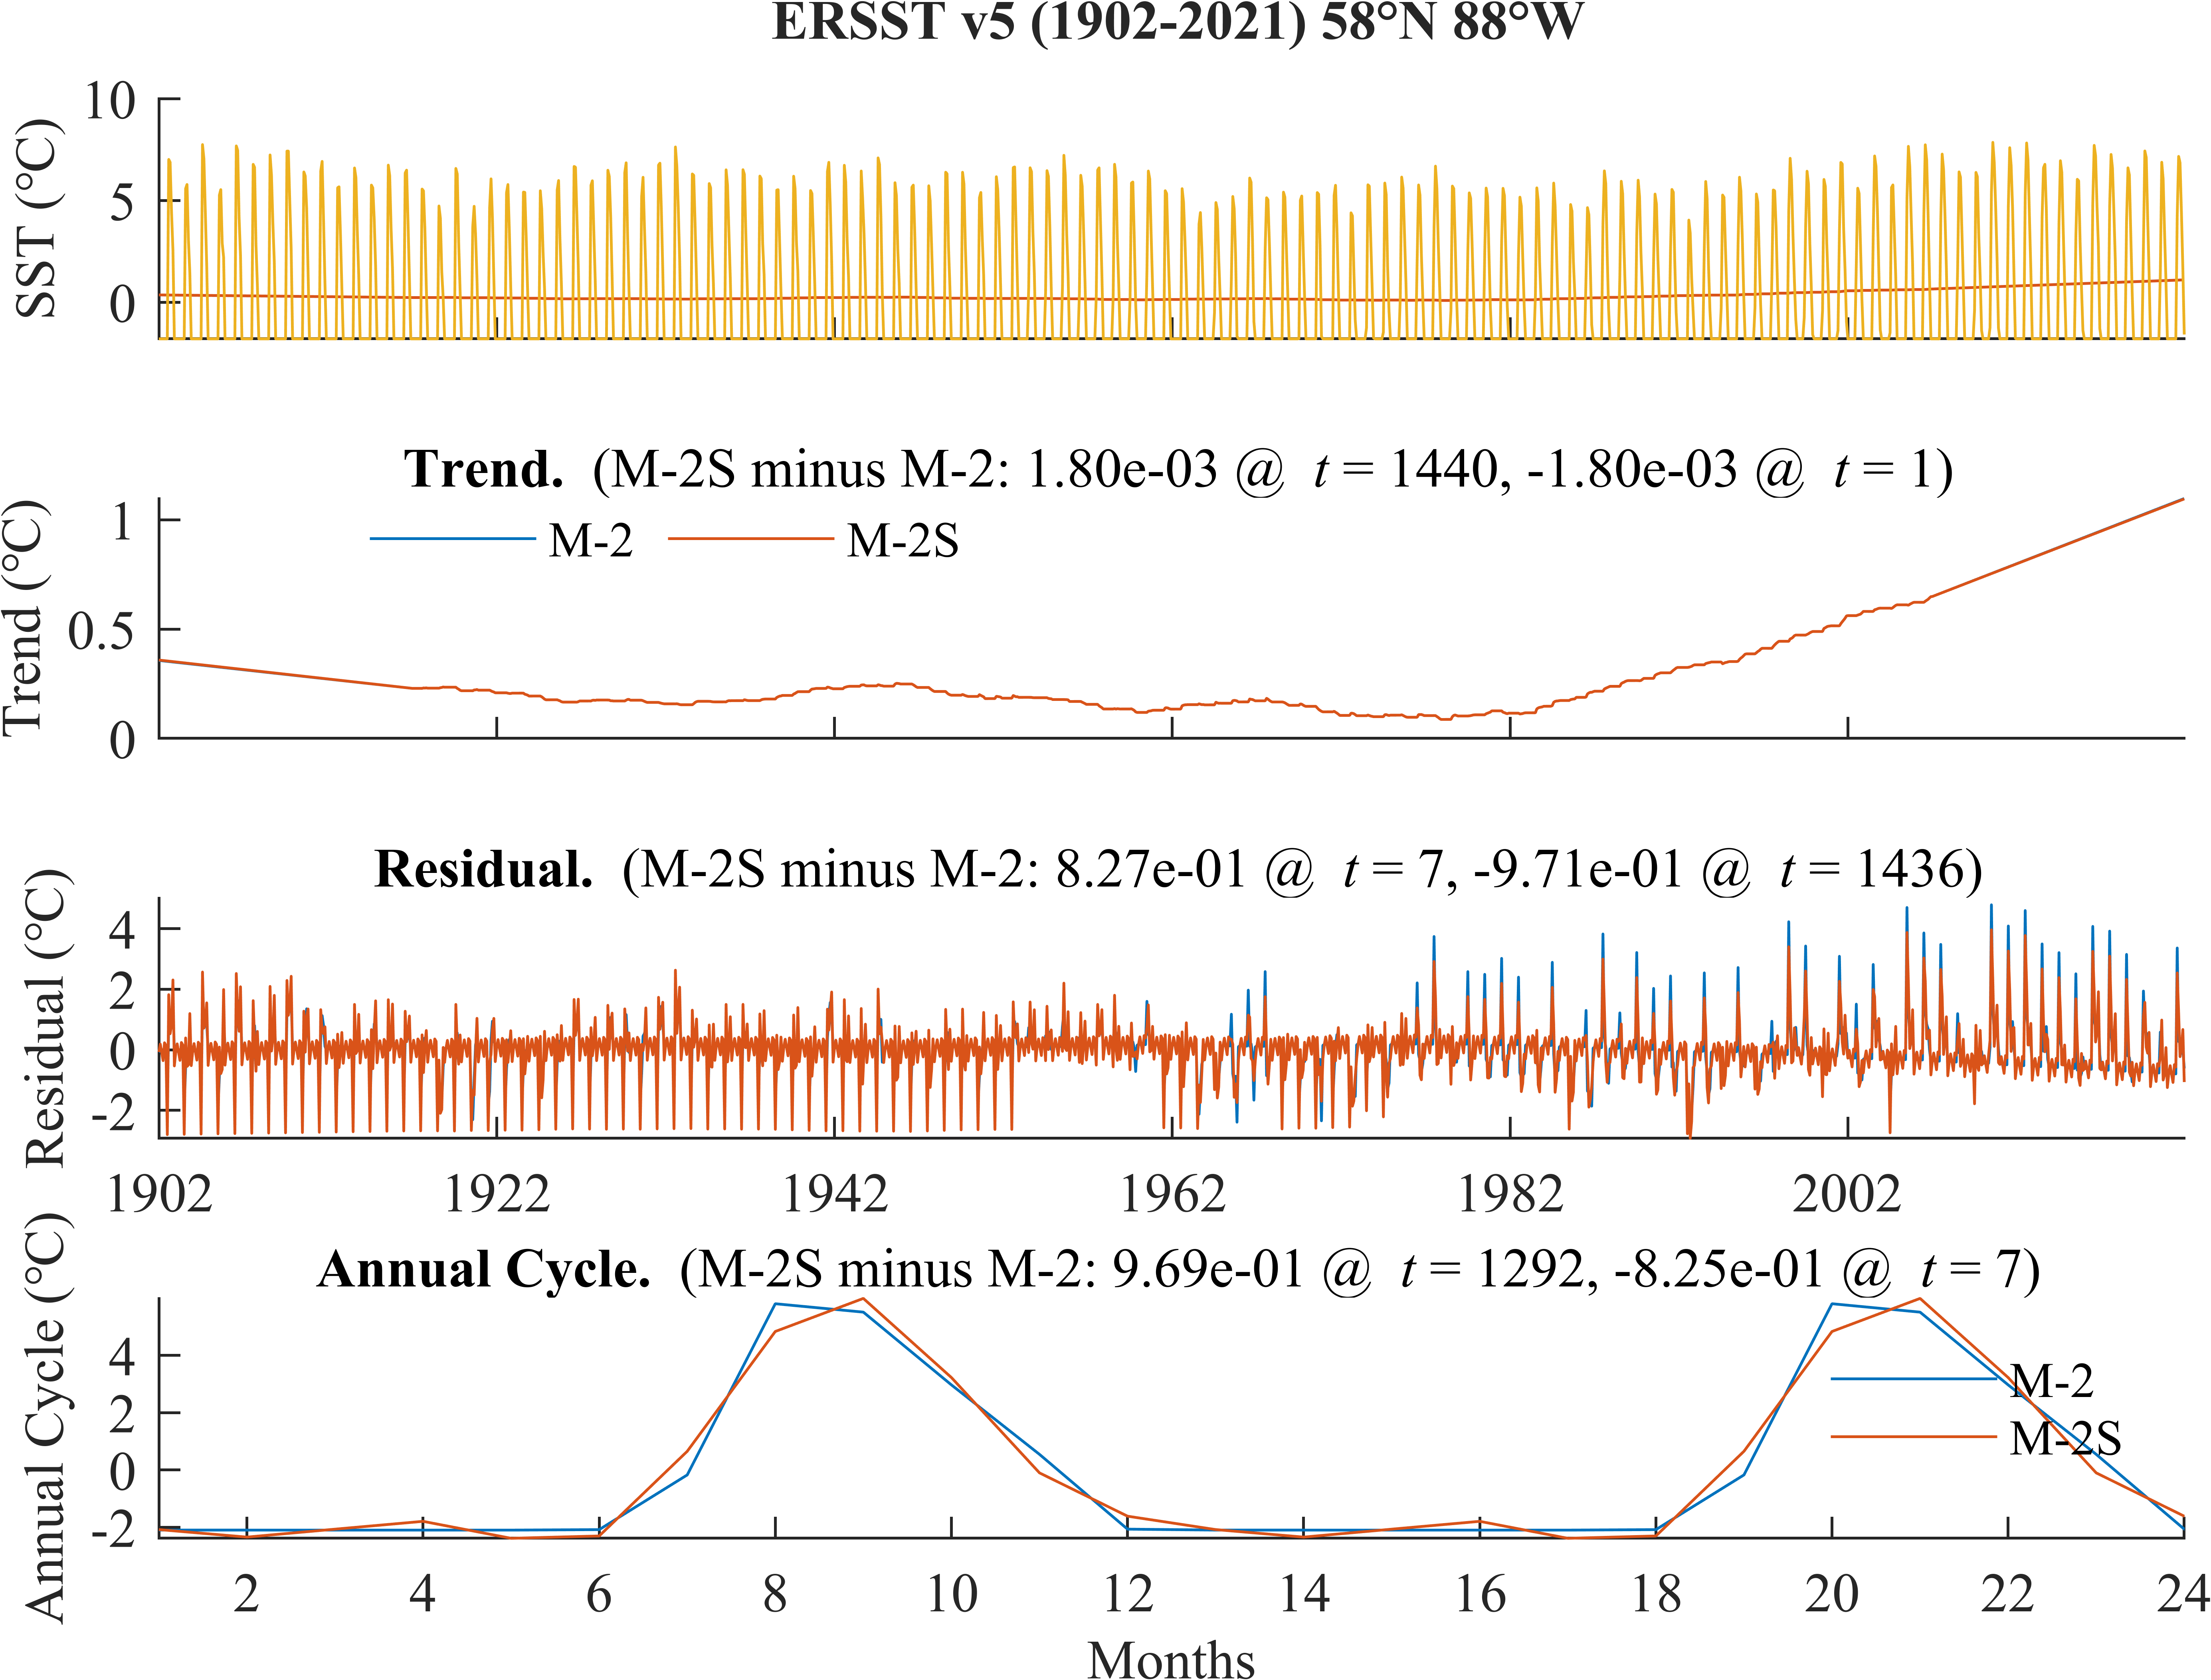 ERSST v5 (1902-2021) 58°N 88°W
SST (°C)
10
5
0
Trend. (M-2S minus M-2: 1.80e-03 @ t = 1440, -1.80e-03 @ t = 1)
Trend (°C)
1
0.5
0
M-2 M-2S
Residual. (M-2S minus M-2: 8.27e-01 @ t = 7, -9.71e-01 @ t = 1436)
Residual (°C)
4
2
0
-2
1902 1922 1942 1962 1982 2002
Annual Cycle. (M-2S minus M-2: 9.69e-01 @ t = 1292, -8.25e-01 @ t = 7)
Annual Cycle (°C)
4
2
0
-2
M-2
M-2S
2 4 6 8 10 12 14 16 18 20 22 24
Months